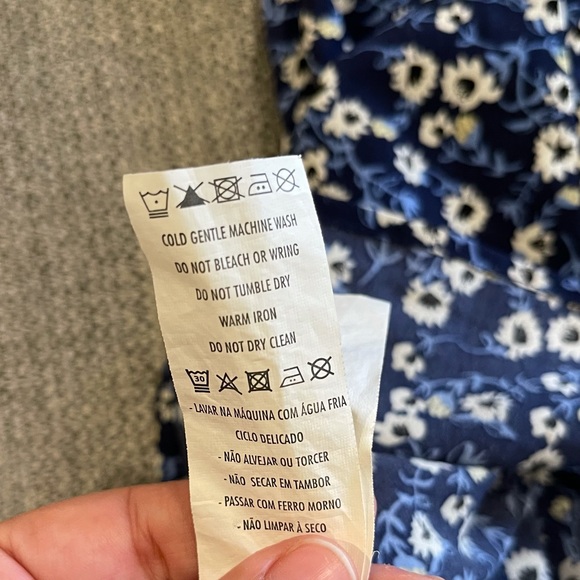 COLD GENTLE MACHINE WASH
DO NOT BLEACH OR WRING
DO NOT TUMBLE DRY
WARM IRON
DO NOT DRY CLEAN
30
- LAVAR NA MÁQUINA COM ÁGUA FRIA
CICLO DELICADO
- NÃO ALVEJAR OU TORCER
- NÃO SECAR EM TAMBOR
- PASSAR COM FERRO MORNO
- NÃO LIMPAR À SECO